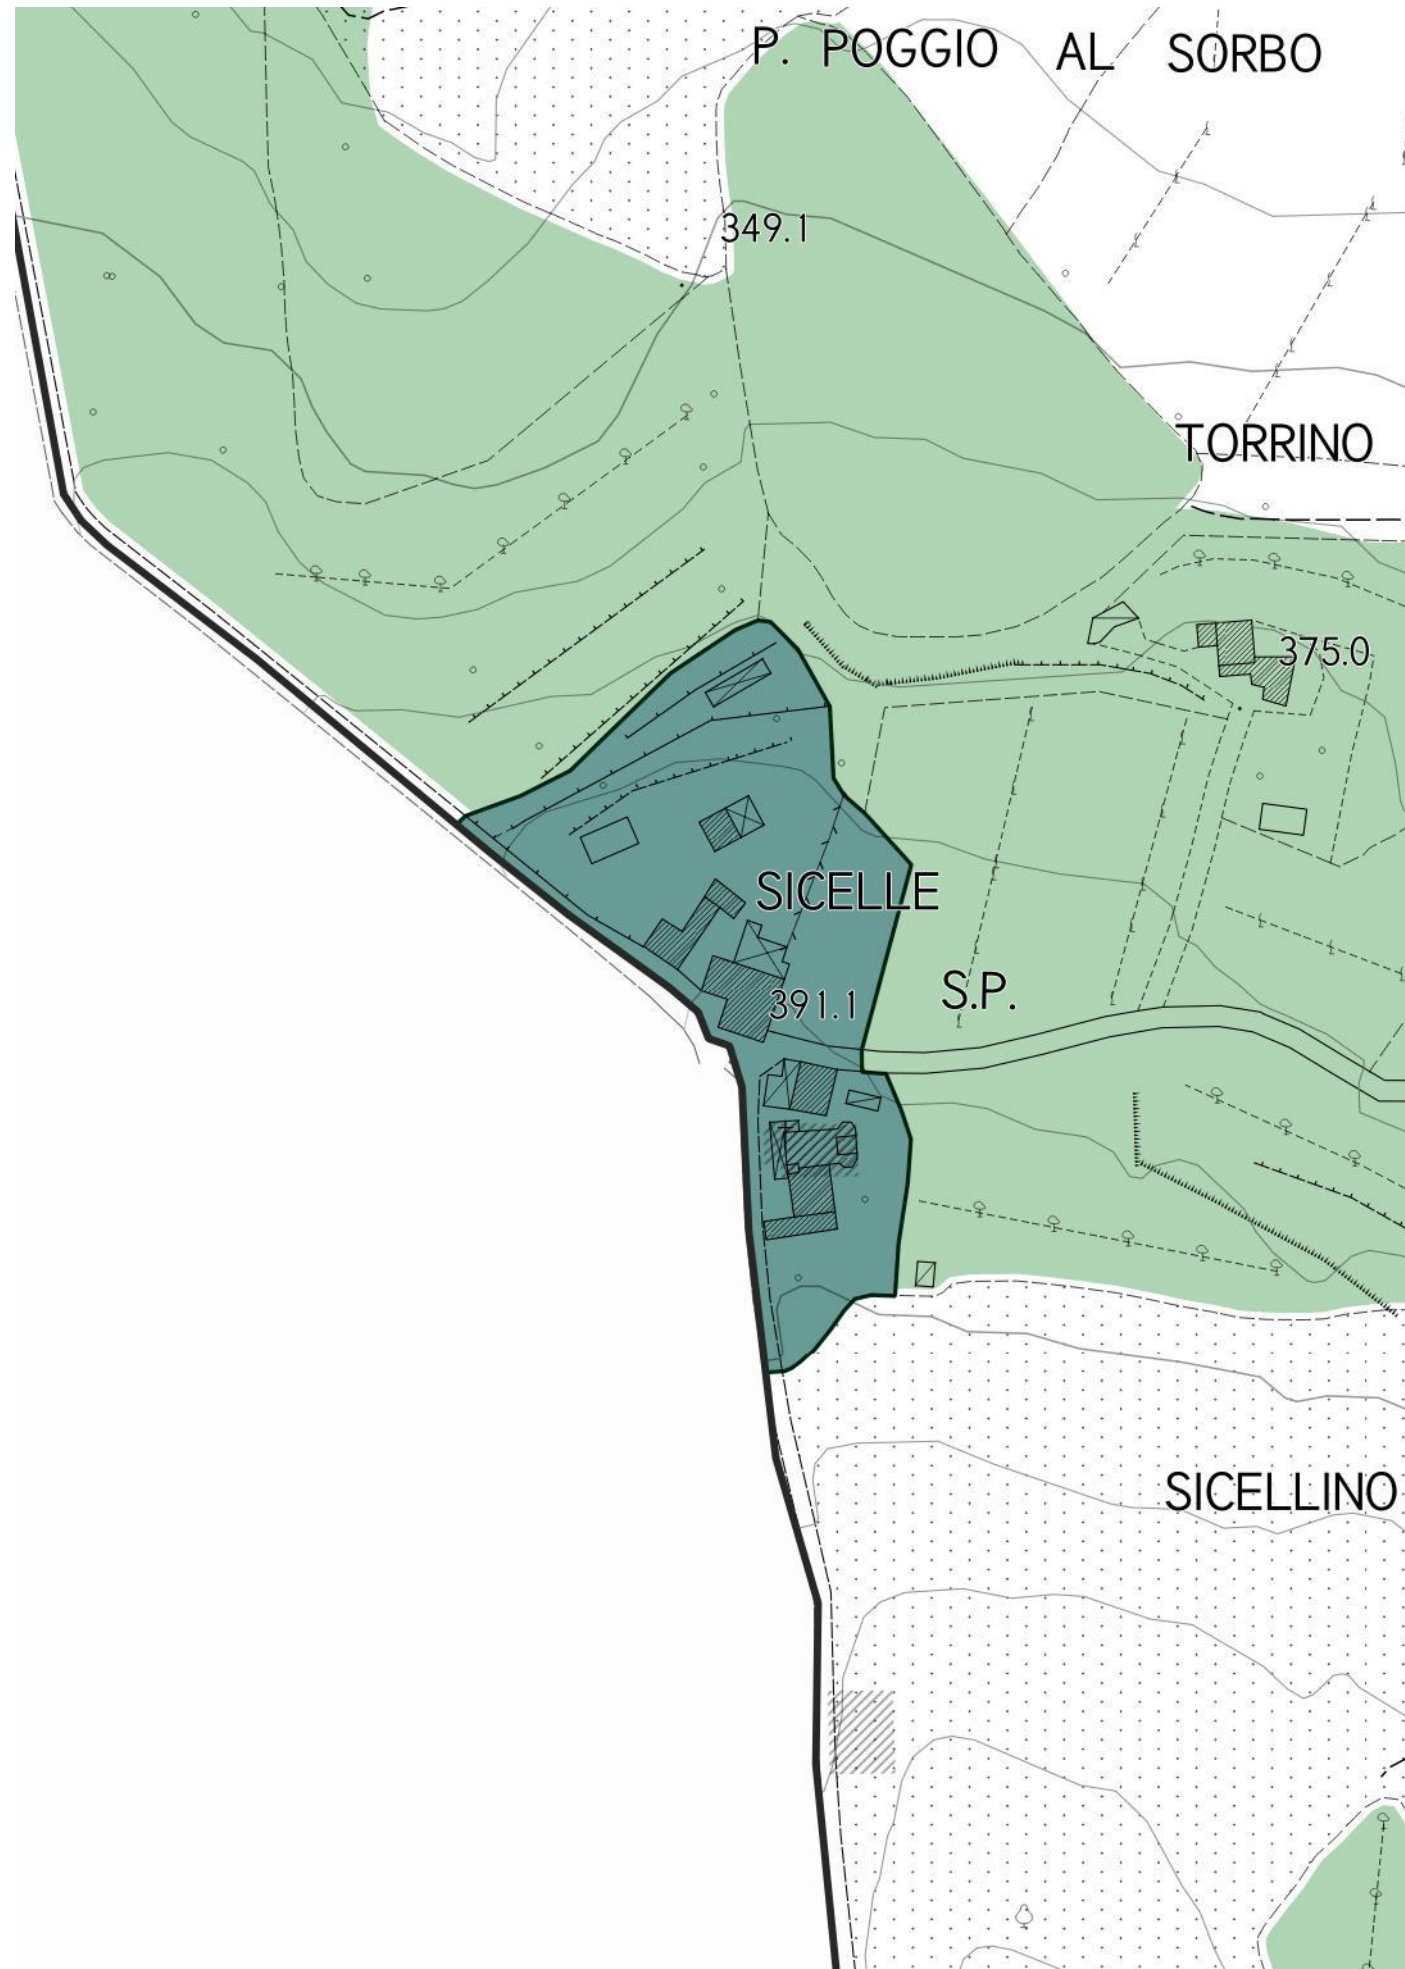 P. POGGIO AL SORBO
349.1
TORRINO
375.0
SICELLE
S.P.
391.1
SICELLINO